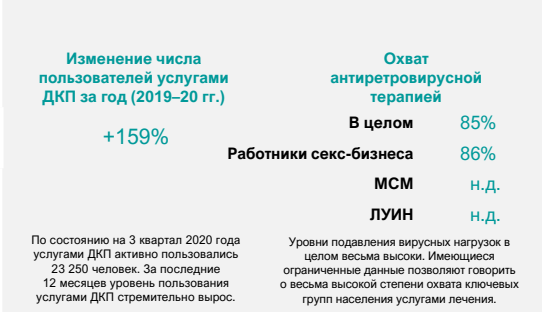 Изменение числа
пользователей услугами
ДКП за год (2019–20 гг.)
+159%
По состоянию на 3 квартал 2020 года
услугами ДКП активно пользовались
23 250 человек. За последние
12 месяцев уровень пользования
услугами ДКП стремительно вырос.
Охват
антиретровирусной
терапией
В целом 85%
Работники секс-бизнеса 86%
МСМ н.д.
ЛУИН н.д.
Уровни подавления вирусных нагрузок в
целом весьма высоки. Имеющиеся
ограниченные данные позволяют говорить
о весьма высокой степени охвата ключевых
групп населения услугами лечения.